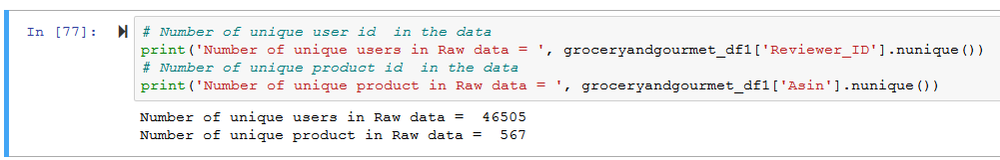 In [77]: # Number of unique user id  in the data
print('Number of unique users in Raw data = ', groceryandgourmet_df1['Reviewer_ID'].nunique())
# Number of unique product id  in the data
print('Number of unique product in Raw data = ', groceryandgourmet_df1['Asin'].nunique())
Number of unique users in Raw data =  46505
Number of unique product in Raw data =  567